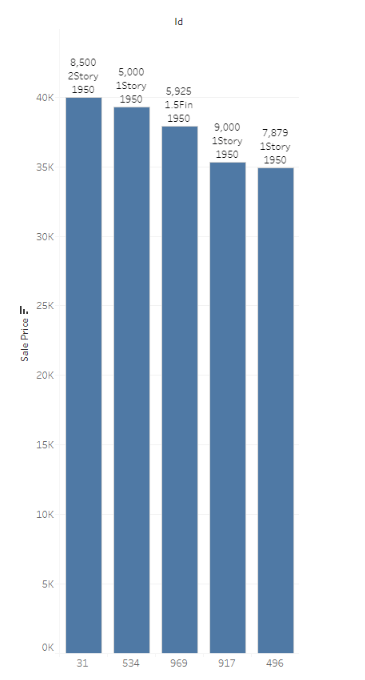 Id
8,500
2Story
1950
5,000
1Story
1950
5,925
1.5Fin
1950
9,000
1Story
1950
7,879
1Story
1950
40K
35K
30K
25K
20K
15K
10K
5K
0K
Sale Price
31 534 969 917 496